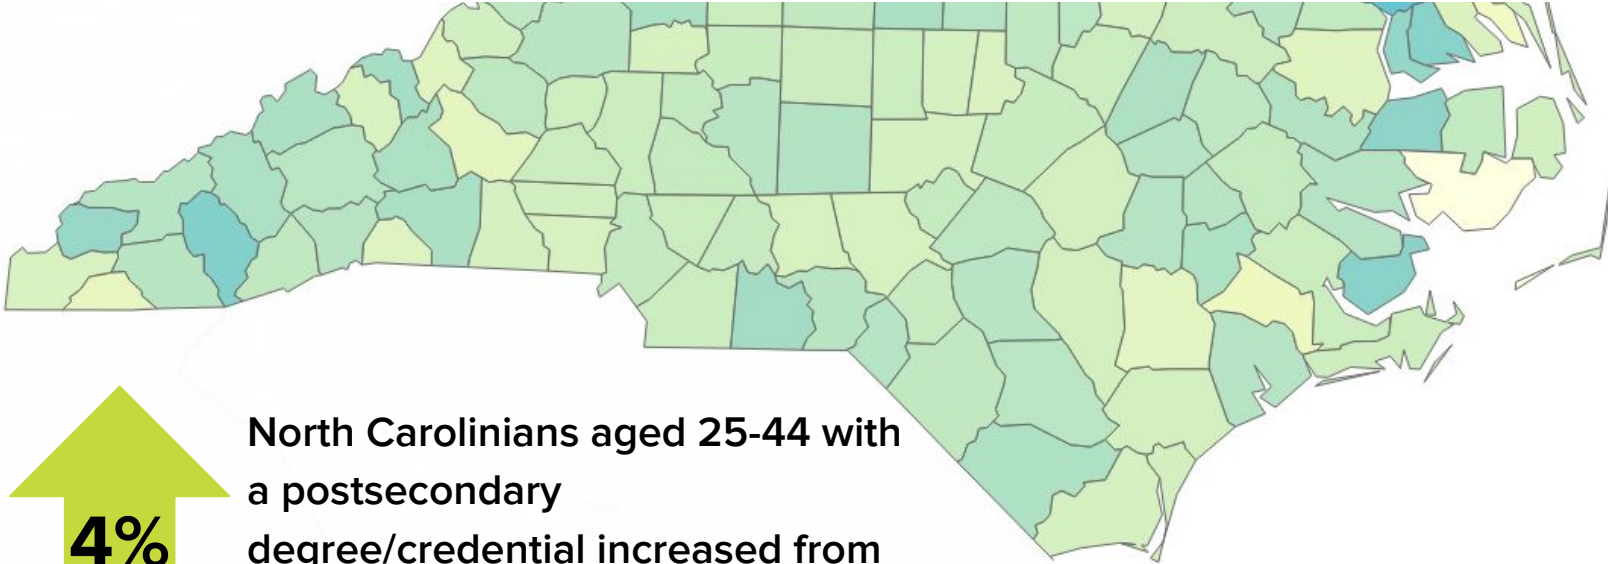 North Carolinians aged 25-44 with
a postsecondary
4%
degree/credential increased from